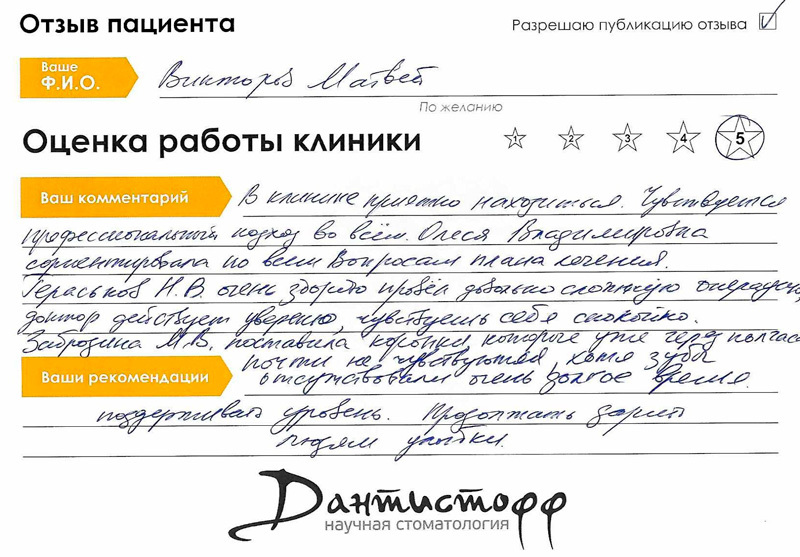 Отзыв пациента
Разрешаю публикацию отзыва
Ваше
Ф.И.О.
Викторов Матвей
По желанию
Оценка работы клиники
1 2 3 4 5
Ваш комментарий
В клинике приятно находиться. Чувствуется
профессиональный подход во всём. Олеся Владимировна
сориентировала по всем вопросам плана лечения.
Гераськов Н.В. очень здорово провёл довольно сложную операцию,
доктор действует уверенно, чувствуешь себя спокойно.
Забродина М.В. поставила коронки, которые уже через полчаса
почти не чувствуются, хотя зубы
Ваши рекомендации
отсутствовали очень долгое время.
поддерживать уровень. Продолжать дарить
людям улыбки.
Дантистофф
научная стоматология